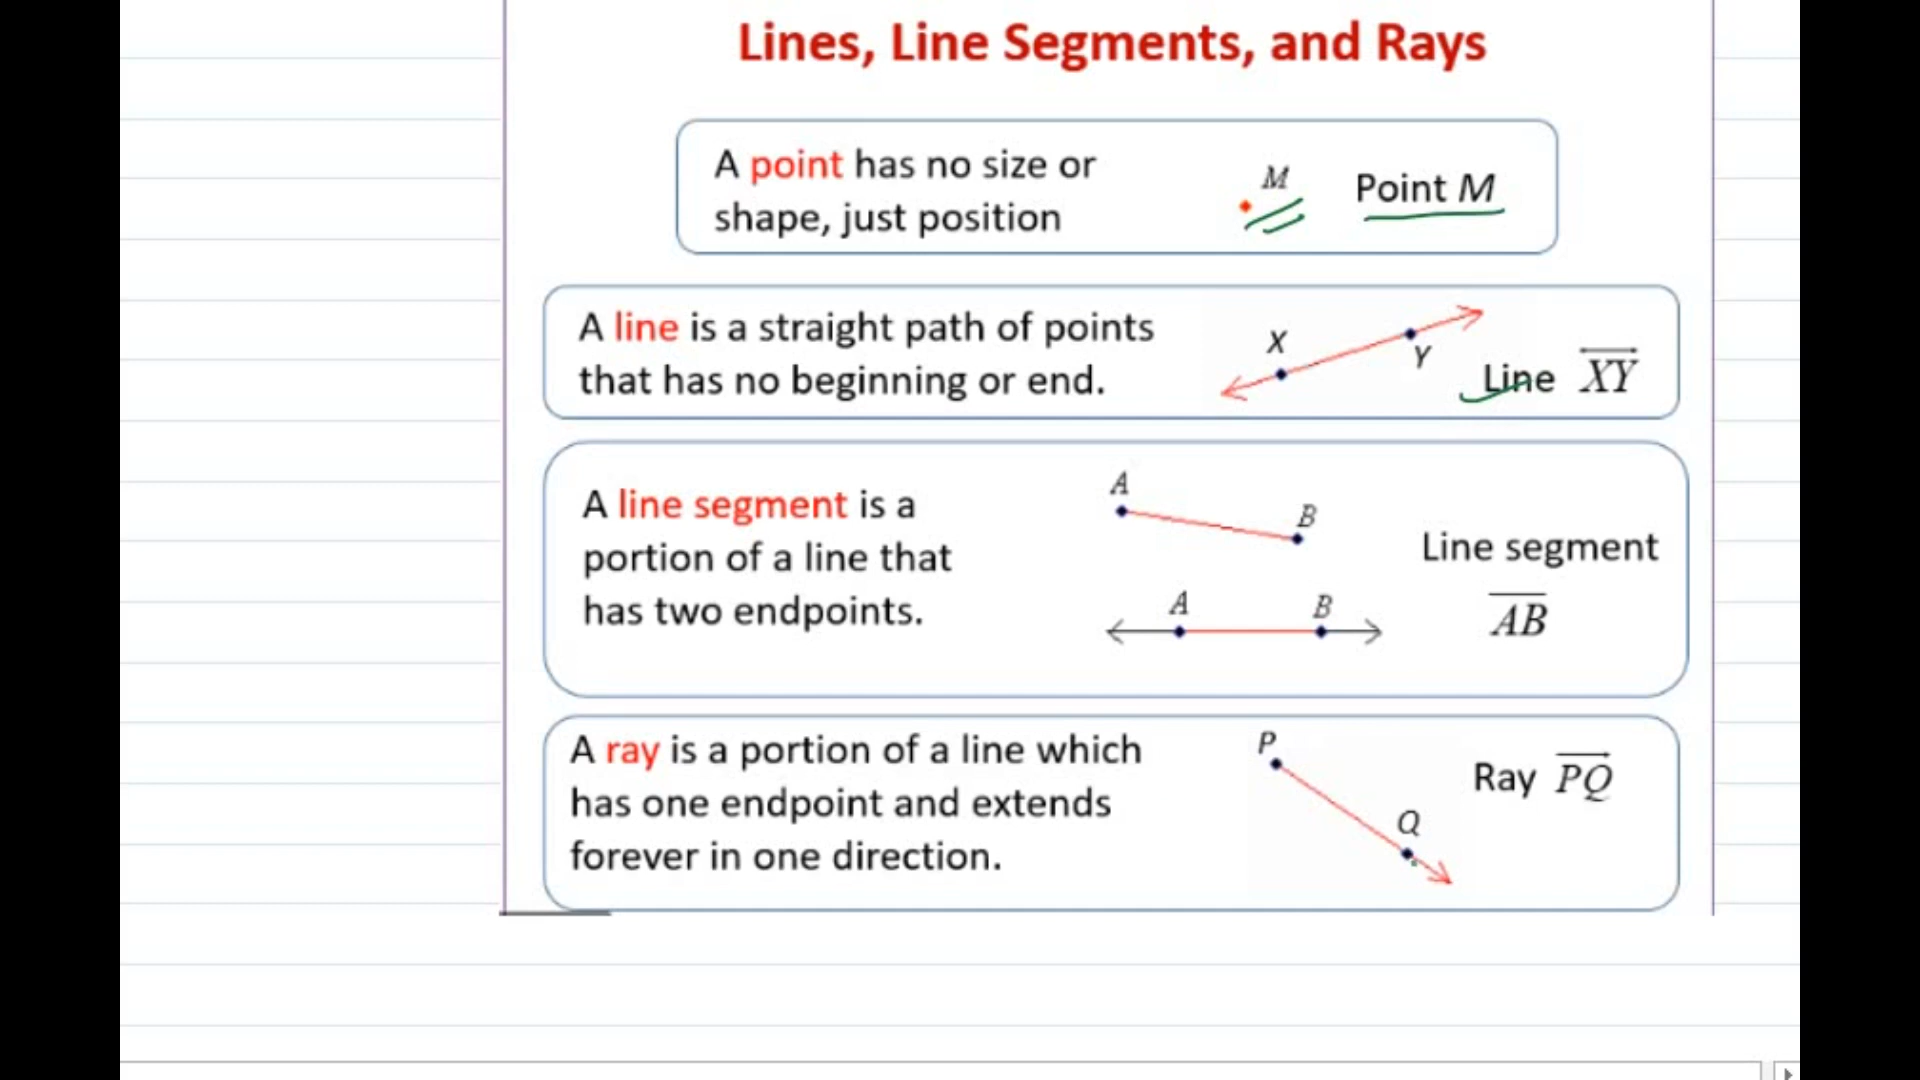 Lines, Line Segments, and Rays
A point has no size or
shape, just position
M
Point M
A line is a straight path of points
that has no beginning or end.
X
Y
Line XY
A line segment is a
portion of a line that
has two endpoints.
A
B
A
B
Line segment
AB
A ray is a portion of a line which
has one endpoint and extends
forever in one direction.
P
Q
Ray PQ